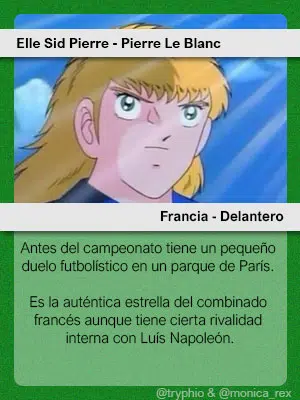 Elle Sid Pierre - Pierre Le Blanc
Francia - Delantero
Antes del campeonato tiene un pequeño
duelo futbolístico en un parque de París.
Es la auténtica estrella del combinado
francés aunque tiene cierta rivalidad
interna con Luís Napoleón.
@tryphio & @monica_rex